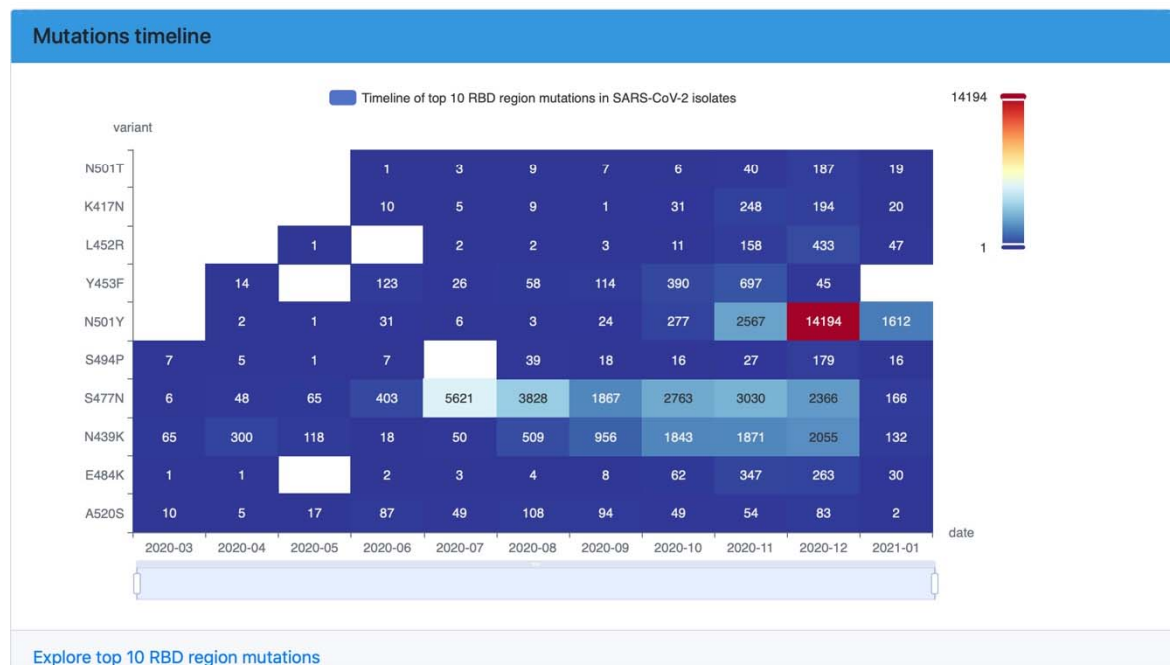 Mutations timeline
Timeline of top 10 RBD region mutations in SARS-CoV-2 isolates
14194
variant
N501T 1 3 9 7 6 40 187 19
K417N 10 5 9 1 31 248 194 20
L452R 1 2 2 3 11 158 433 47
1
Y453F 14 123 26 58 114 390 697 45
N501Y 2 1 31 6 3 24 277 2567 14194 1612
S494P 7 5 1 7 39 18 16 27 179 16
S477N 6 48 65 403 5621 3828 1867 2763 3030 2366 166
N439K 65 300 118 18 50 509 956 1843 1871 2055 132
E484K 1 1 2 3 4 8 62 347 263 30
A520S 10 5 17 87 49 108 94 49 54 83 2
date
2020-03 2020-04 2020-05 2020-06 2020-07 2020-08 2020-09 2020-10 2020-11 2020-12 2021-01
Explore top 10 RBD region mutations